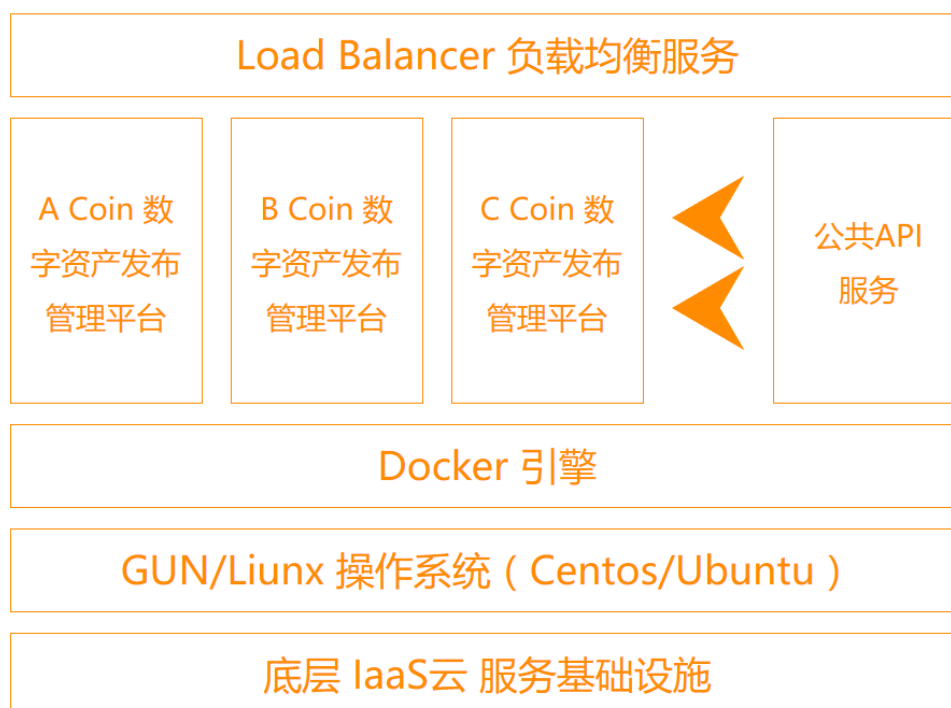 Load Balancer 负载均衡服务
A Coin 数
字资产发布
管理平台
B Coin 数
字资产发布
管理平台
C Coin 数
字资产发布
管理平台
公共API
服务
Docker 引擎
GUN/Liunx 操作系统（Centos/Ubuntu）
底层 IaaS云 服务基础设施